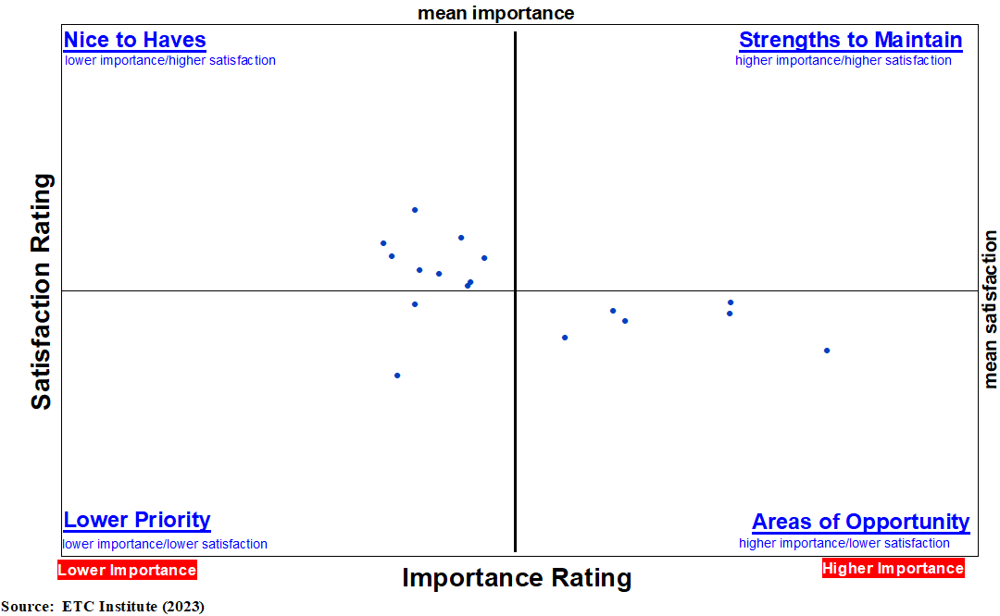 mean importance
Nice to Haves
lower importance/higher satisfaction
Strengths to Maintain
higher importance/higher satisfaction
Satisfaction Rating
mean satisfaction
Lower Priority
lower importance/lower satisfaction
Areas of Opportunity
higher importance/lower satisfaction
Lower Importance
Importance Rating
Higher Importance
Source: ETC Institute (2023)